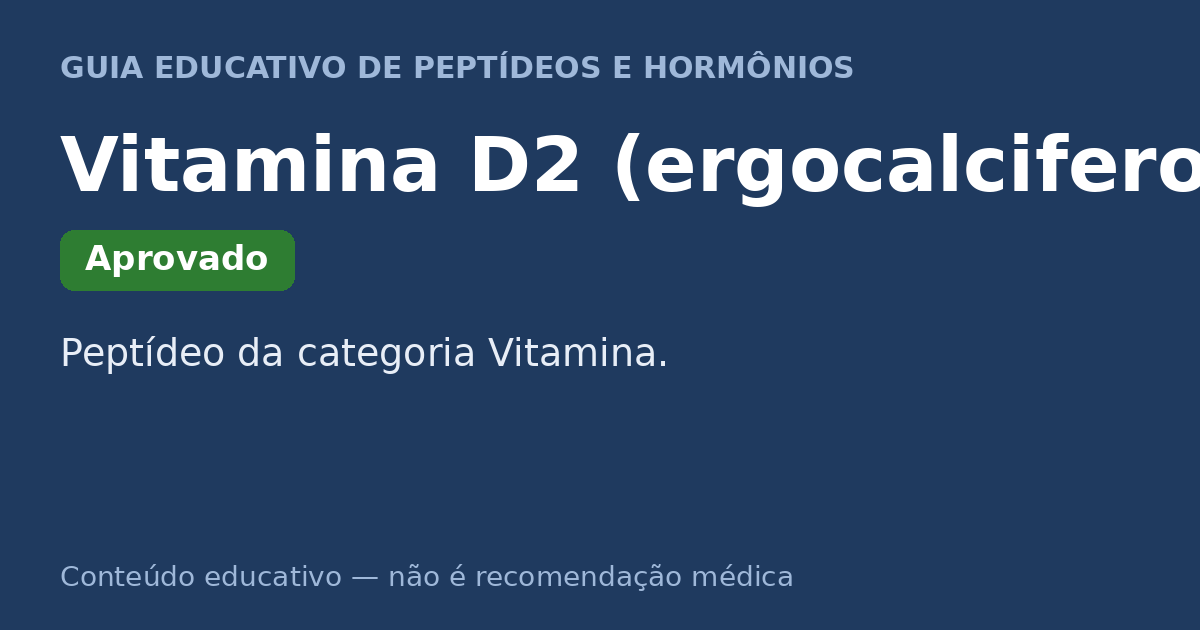 GUIA EDUCATIVO DE PEPTÍDEOS E HORMÔNIOS
Vitamina D2 (ergocalcifero
Aprovado
Peptídeo da categoria Vitamina.
Conteúdo educativo — não é recomendação médica